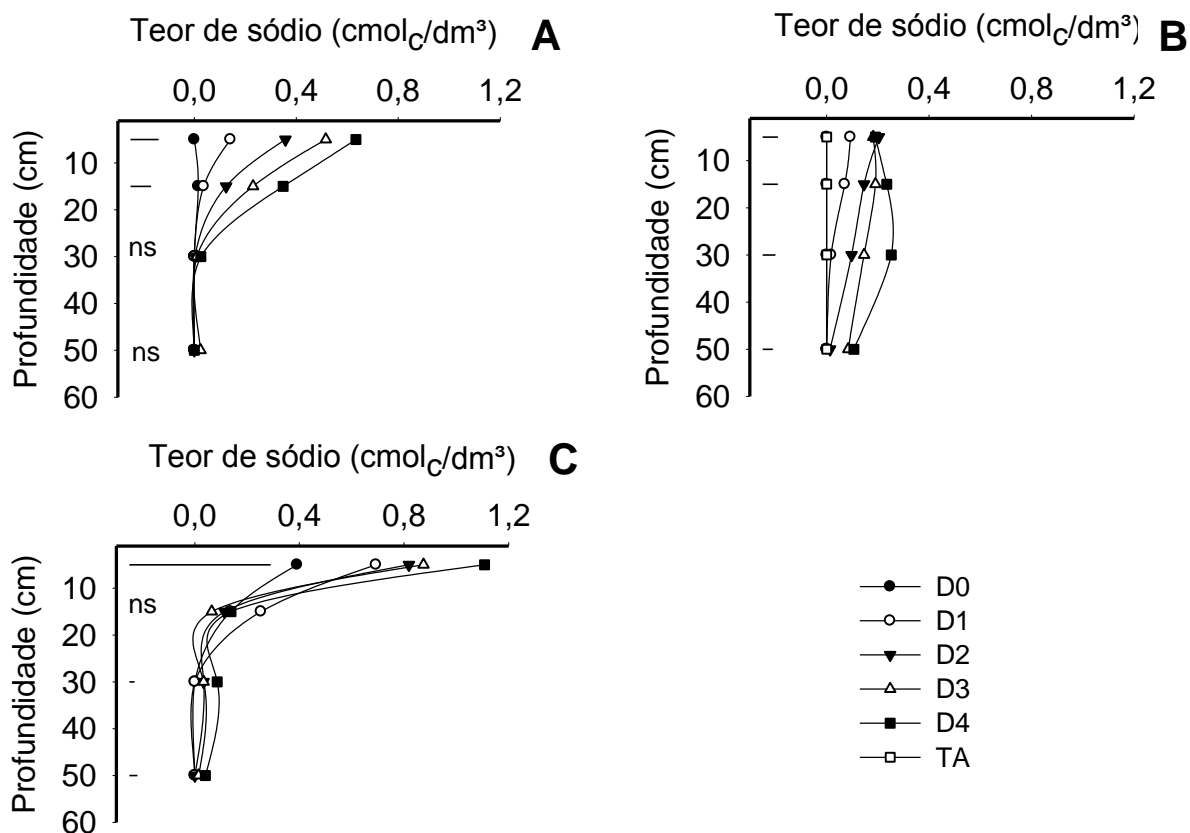 Teor de sódio (cmolC/dm³) A
0,0 0,4 0,8 1,2
Profundidade (cm)
10
20
30
40
50
60
ns
ns
Teor de sódio (cmolC/dm³) B
0,0 0,4 0,8 1,2
Profundidade (cm)
10
20
30
40
50
60
Teor de sódio (cmolC/dm³) C
0,0 0,4 0,8 1,2
Profundidade (cm)
10
20
30
40
50
60
ns
D0
D1
D2
D3
D4
TA